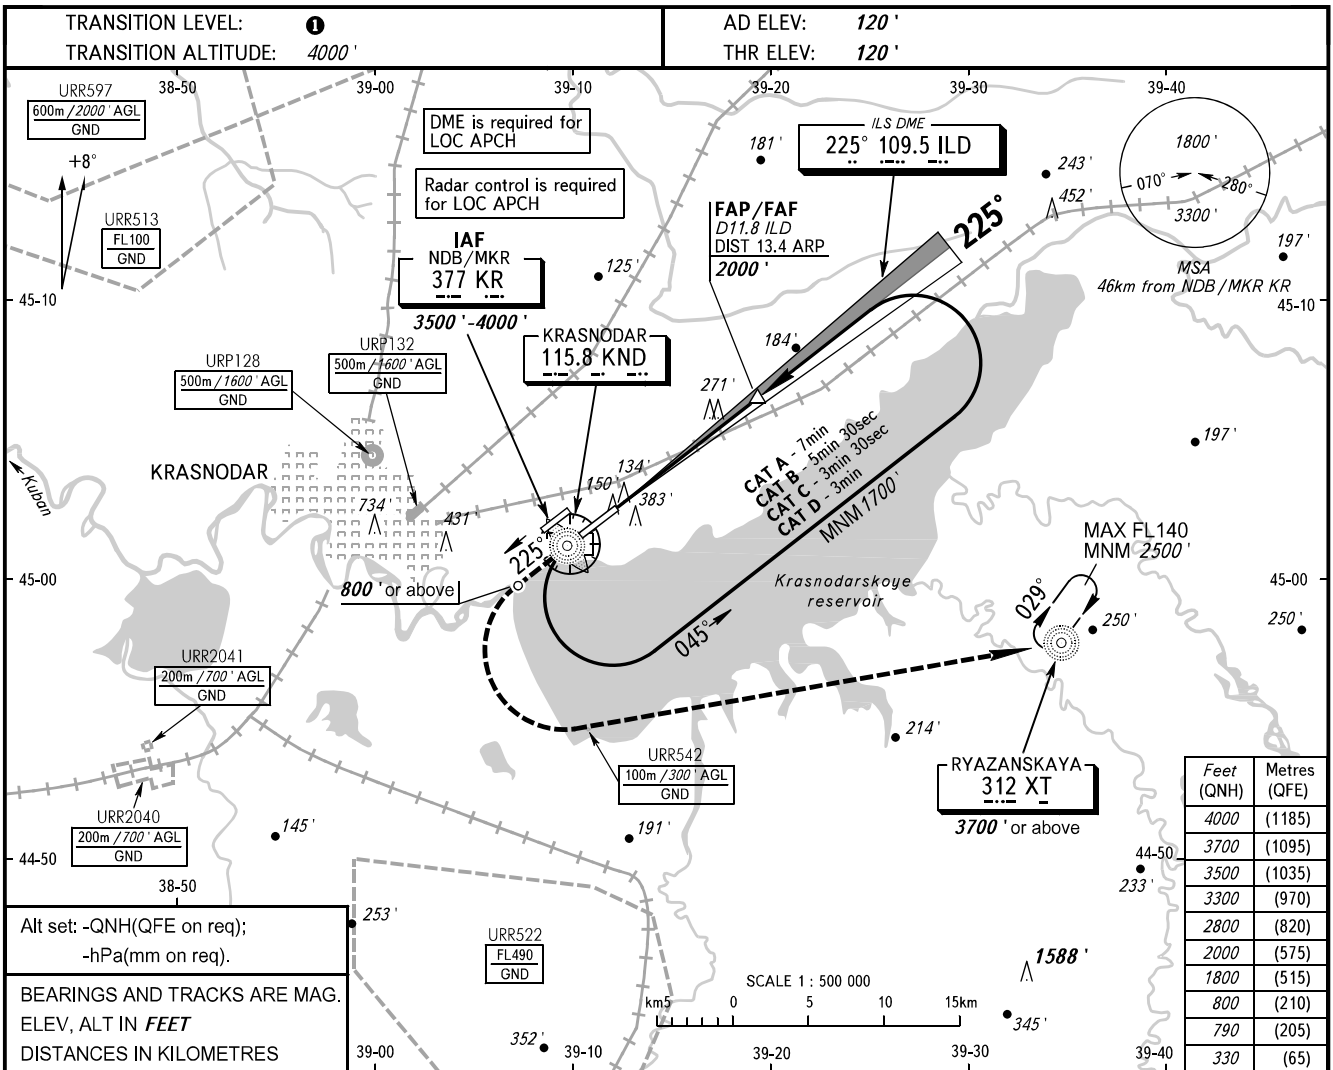 TRANSITION LEVEL: 1
TRANSITION ALTITUDE: 4000 '
AD ELEV: 120 '
THR ELEV: 120 '
38-50 39-00 39-10 39-20 39-30 39-40
URR597
600m / 2000 ' AGL
GND
+8°
URR513
FL100
GND
DME is required for
LOC APCH
Radar control is required
for LOC APCH
ILS DME
225° 109.5 ILD
181 '
243 '
452 '
1800 '
070° 280°
3300 '
197 '
MSA
46km from NDB / MKR KR
FAP/FAF
D11.8 ILD
DIST 13.4 ARP
2000 '
225°
IAF
NDB/MKR
377 KR
3500 '-4000 '
125 '
45-10
45-10
KRASNODAR
115.8 KND
URP128
500m / 1600 ' AGL
GND
URP132
500m / 1600 ' AGL
GND
184 '
271 '
KRASNODAR
Kuban
734 '
431 '
150 '
134 '
383 '
CAT A - 7min
CAT B - 5min 30sec
CAT C - 3min 30sec
CAT D - 3min
MNM 1700 '
197 '
MAX FL140
MNM 2500 '
225°
800 ' or above
45-00
45-00
Krasnodarskoye
reservoir
029°
250 '
250 '
045°
URR2041
200m / 700 ' AGL
GND
214 '
URR542
100m / 300 ' AGL
GND
RYAZANSKAYA
312 XT
3700 ' or above
URR2040
200m / 700 ' AGL
GND
145 '
191 '
44-50
44-50
38-50
233 '
Feet Metres
(QNH) (QFE)
4000 (1185)
3700 (1095)
3500 (1035)
3300 (970)
2800 (820)
2000 (575)
1800 (515)
800 (210)
790 (205)
330 (65)
Alt set: -QNH(QFE on req);
-hPa(mm on req).
253 '
URR522
FL490
GND
1588 '
SCALE 1 : 500 000
km5 0 5 10 15km
345 '
352 '
BEARINGS AND TRACKS ARE MAG.
ELEV, ALT IN FEET
DISTANCES IN KILOMETRES
39-00 39-10 39-20 39-30 39-40